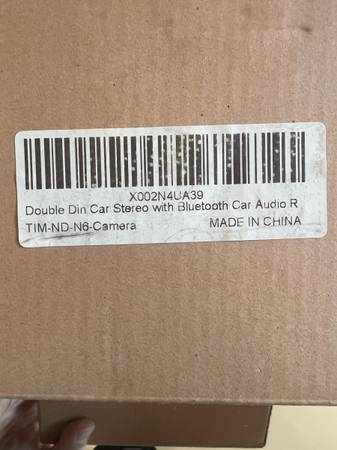 X002N4UA39
Double Din Car Stereo with Bluetooth Car Audio R
TIM-ND-N6-Camera MADE IN CHINA